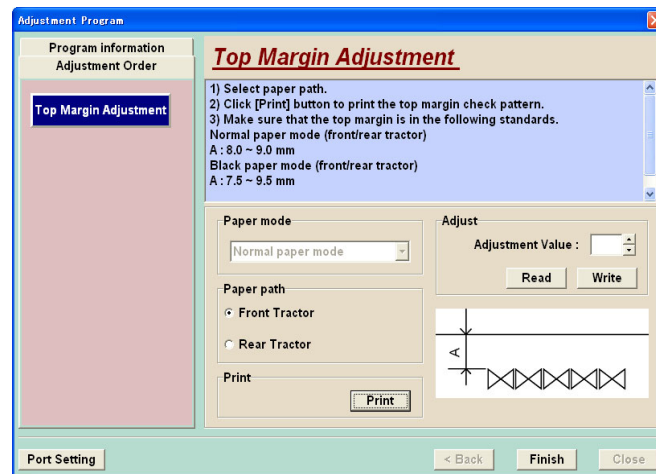 Adjustment Program
Program information
Adjustment Order
Top Margin Adjustment
Top Margin Adjustment
1) Select paper path.
2) Click [Print] button to print the top margin check pattern.
3) Make sure that the top margin is in the following standards.
Normal paper mode (front/rear tractor)
A : 8.0 ~ 9.0 mm
Black paper mode (front/rear tractor)
A : 7.5 ~ 9.5 mm
Paper mode
Normal paper mode
Paper path
Front Tractor
Rear Tractor
Print
Print
Adjust
Adjustment Value :
Read Write
A
Port Setting < Back Finish Close